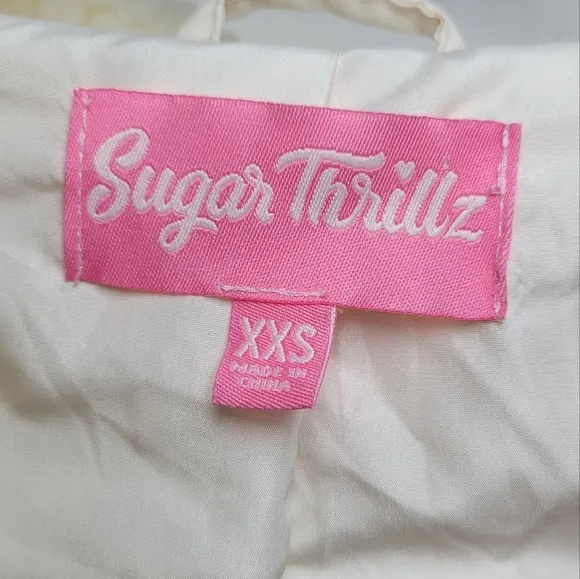 Sugar Thrillz
XXS
MADE IN
CHINA